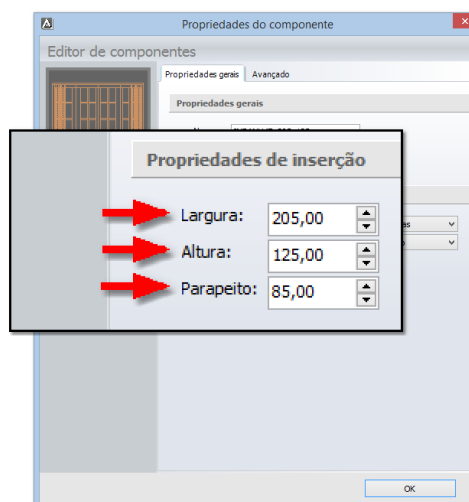 Propriedades do componente
Editor de componentes
Propriedades gerais Avançado
Propriedades gerais
Propriedades de inserção
Largura: 205,00
Altura: 125,00
Parapeito: 85,00
OK